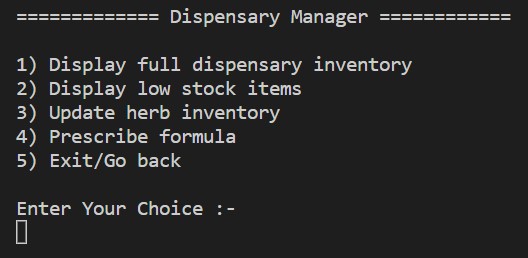 ============= Dispensary Manager ============
1) Display full dispensary inventory
2) Display low stock items
3) Update herb inventory
4) Prescribe formula
5) Exit/Go back
Enter Your Choice :-